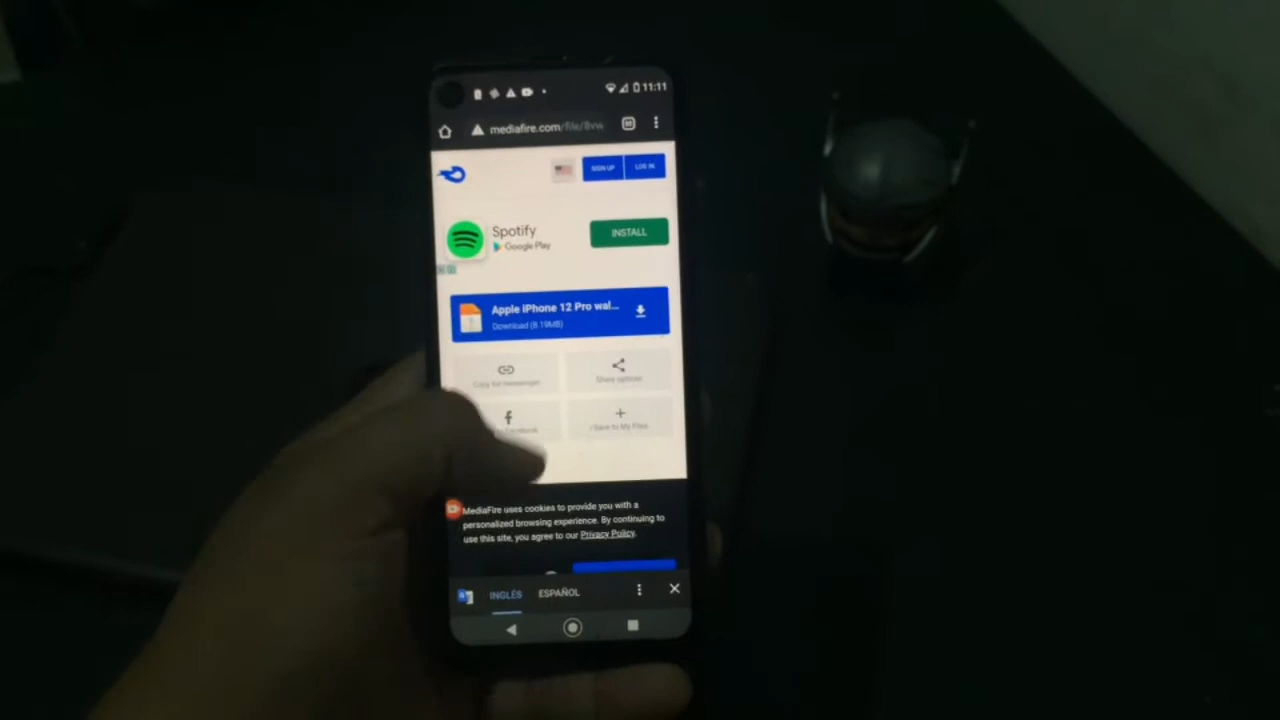 11:11
mediafire.com/file/8vw
SIGN UP LOG IN
Spotify
Google Play
INSTALL
Apple iPhone 12 Pro wal...
Download (8.19MB)
Copy for messenger
Share options
Facebook
Save to My Files
MediaFire uses cookies to provide you with a
personalized browsing experience. By continuing to
use this site, you agree to our Privacy Policy.
INGLÉS ESPAÑOL